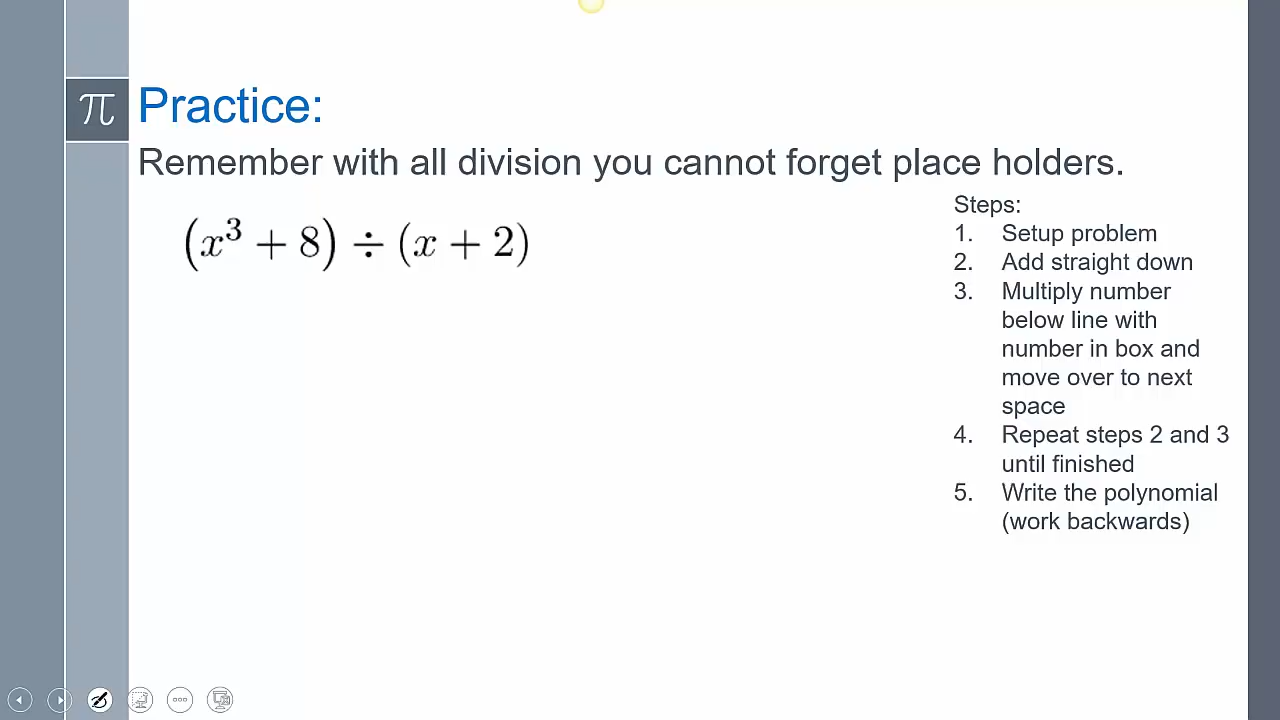 π
Practice:
Remember with all division you cannot forget place holders.
(x³ + 8) ÷ (x + 2)
Steps:
1. Setup problem
2. Add straight down
3. Multiply number
below line with
number in box and
move over to next
space
4. Repeat steps 2 and 3
until finished
5. Write the polynomial
(work backwards)